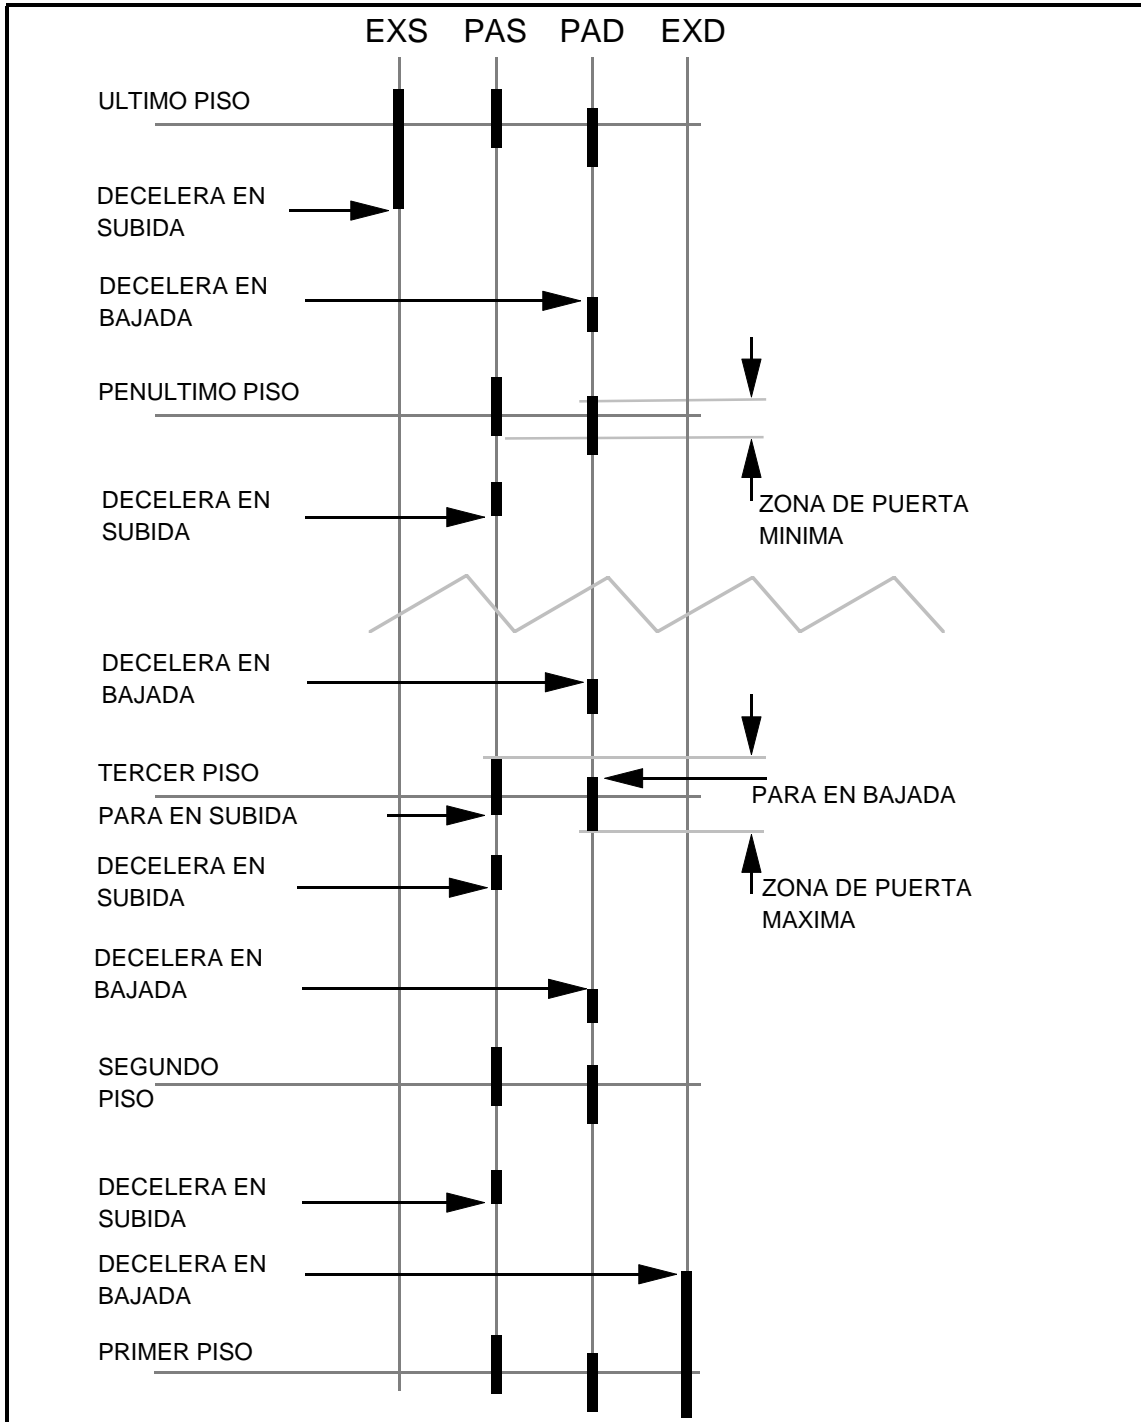 EXS PAS PAD EXD
ULTIMO PISO
DECELERA EN
SUBIDA
DECELERA EN
BAJADA
PENULTIMO PISO
DECELERA EN
SUBIDA
ZONA DE PUERTA
MINIMA
DECELERA EN
BAJADA
TERCER PISO
PARA EN BAJADA
PARA EN SUBIDA
DECELERA EN
SUBIDA
ZONA DE PUERTA
MAXIMA
DECELERA EN
BAJADA
SEGUNDO
PISO
DECELERA EN
SUBIDA
DECELERA EN
BAJADA
PRIMER PISO